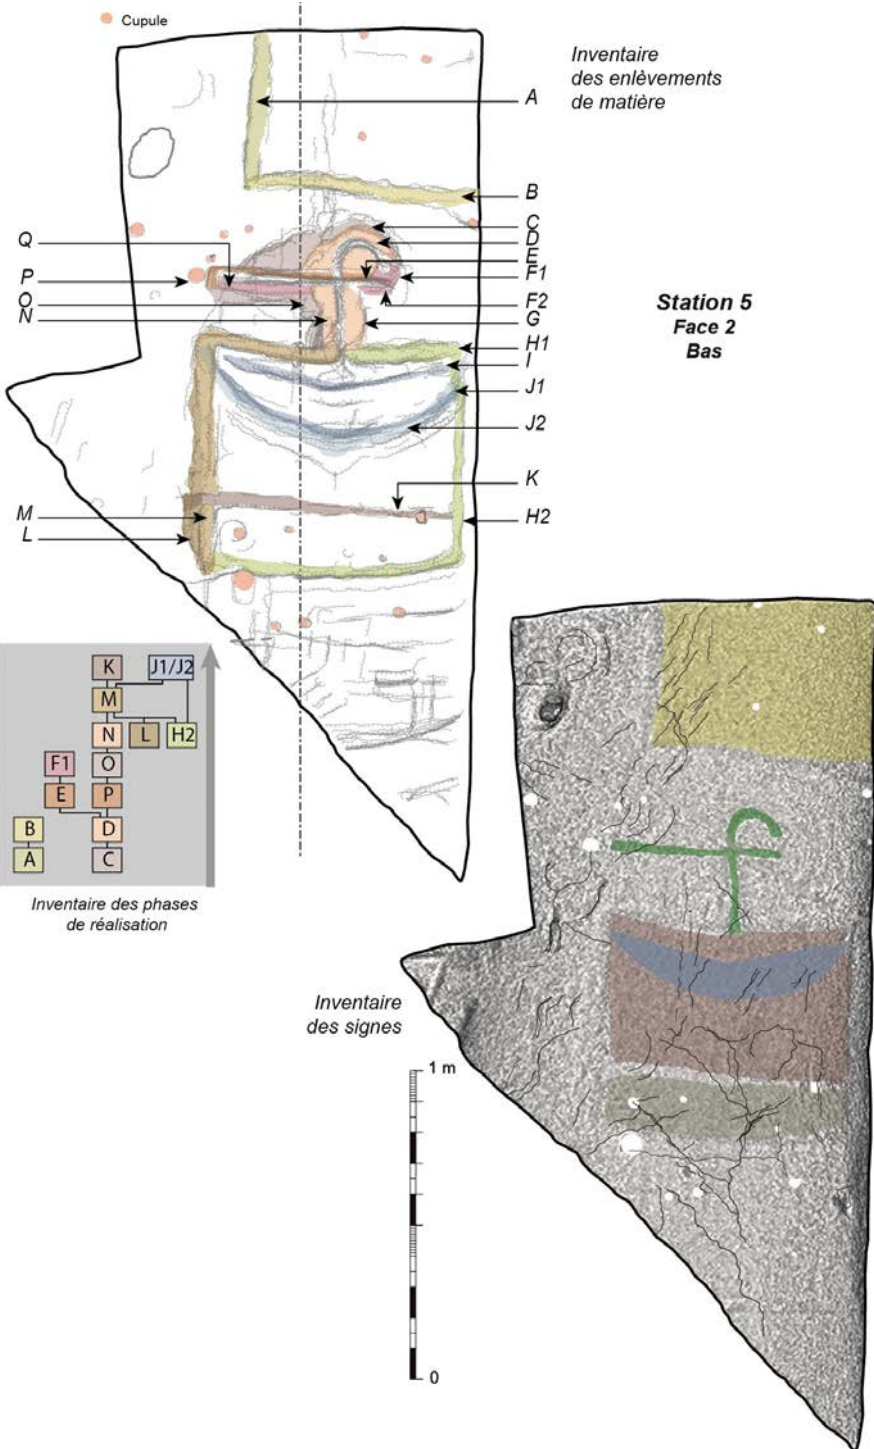 Cupule
Inventaire
des enlèvements
de matière
A
B
C
D
E
F1
F2
G
H1
I
J1
J2
K
H2
Q
P
O
N
M
L
Station 5
Face 2
Bas
K J1/J2
M
N L H2
F1 O
E P
B D
A C
Inventaire des phases
de réalisation
Inventaire
des signes
1 m
0